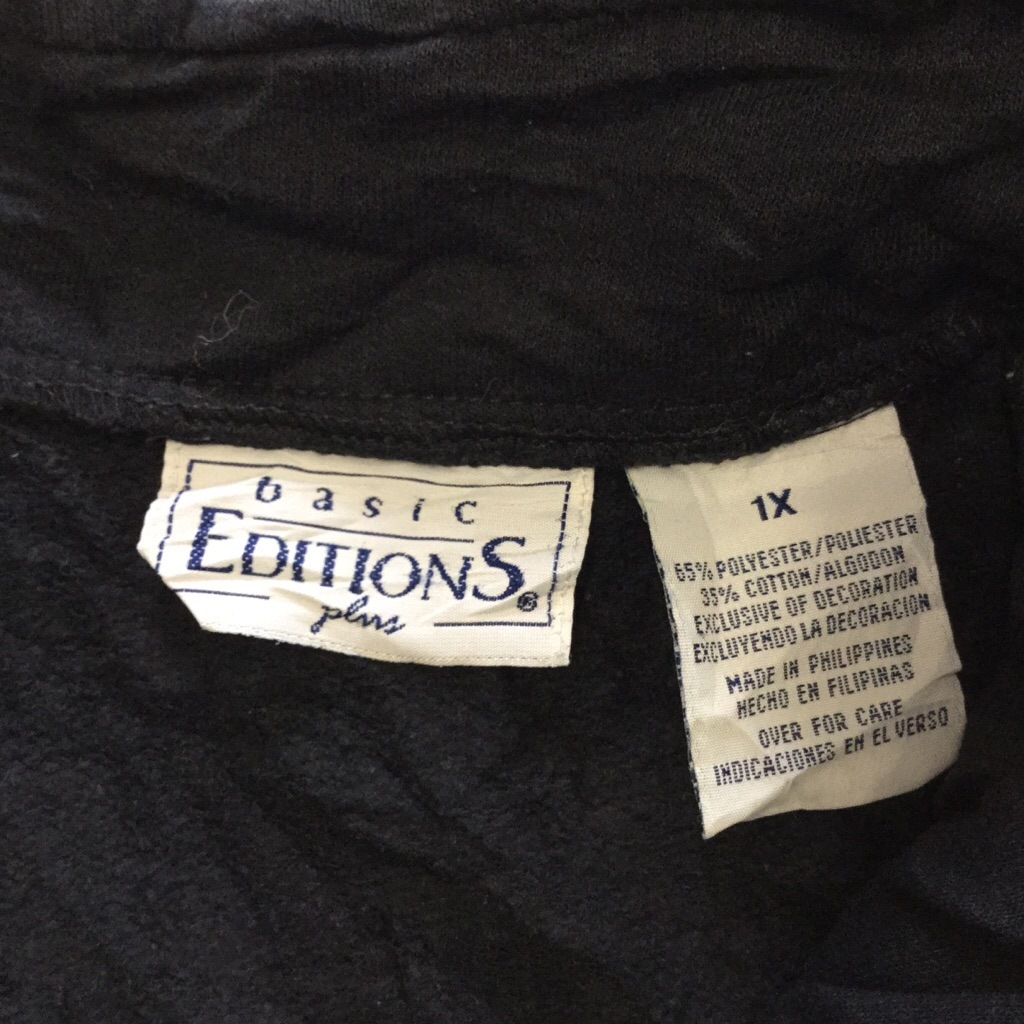 basic
EDITIONS®
plus
1X
65% POLYESTER/POLIESTER
35% COTTON/ALGODON
EXCLUSIVE OF DECORATION
EXCLUYENDO LA DECORACION
MADE IN PHILIPPINES
HECHO EN FILIPINAS
OVER FOR CARE
INDICACIONES EN EL VERSO